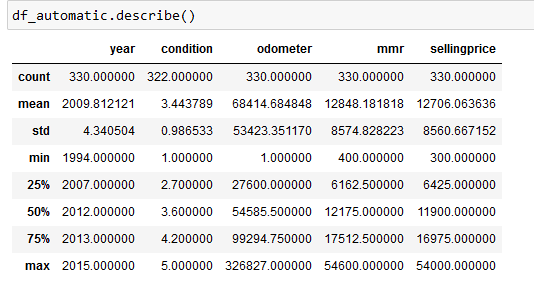 df_automatic.describe()
year condition odometer mmr sellingprice
count 330.000000 322.000000 330.000000 330.000000 330.000000
mean 2009.812121 3.443789 68414.684848 12848.181818 12706.063636
std 4.340504 0.986533 53423.351170 8574.828223 8560.667152
min 1994.000000 1.000000 1.000000 400.000000 300.000000
25% 2007.000000 2.700000 27600.000000 6162.500000 6425.000000
50% 2012.000000 3.600000 54585.500000 12175.000000 11900.000000
75% 2013.000000 4.200000 99294.750000 17512.500000 16975.000000
max 2015.000000 5.000000 326827.000000 54600.000000 54000.000000